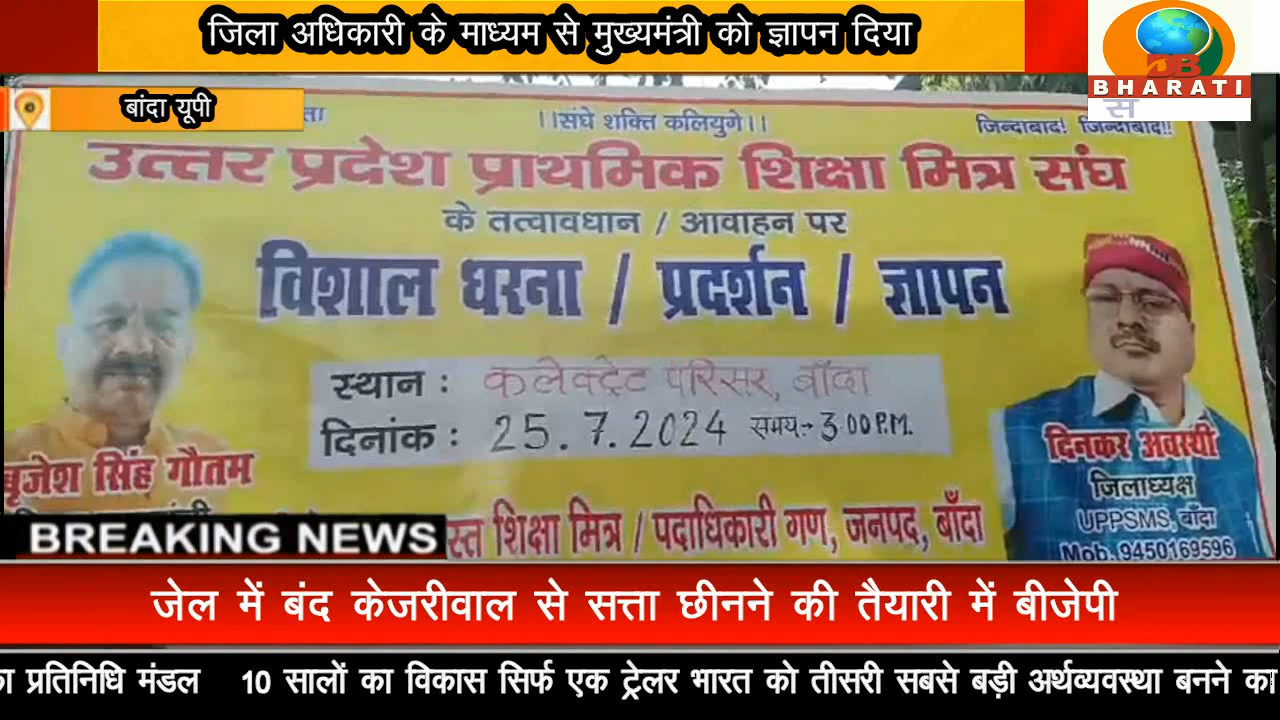 जिला अधिकारी के माध्यम से मुख्यमंत्री को ज्ञापन दिया
BHARATI
बांदा यूपी
।।संघे शक्ति कलियुगे।।
जिन्दाबाद! जिन्दाबाद!!
उत्तर प्रदेश प्राथमिक शिक्षा मित्र संघ
के तत्वावधान / आवाहन पर
विशाल धरना / प्रदर्शन / ज्ञापन
स्थान : कलेक्ट्रेट परिसर, बाँदा
दिनांक : 25.7.2024 समय:- 3.00 P.M.
बृजेश सिंह गौतम
दिनकर अवस्थी
जिलाध्यक्ष
UPPSMS, बाँदा
Mob. 9450169596
स्त शिक्षा मित्र / पदाधिकारी गण, जनपद, बाँदा
BREAKING NEWS
जेल में बंद केजरीवाल से सत्ता छीनने की तैयारी में बीजेपी
ा प्रतिनिधि मंडल 10 सालों का विकास सिर्फ एक ट्रेलर भारत को तीसरी सबसे बड़ी अर्थव्यवस्था बनने का